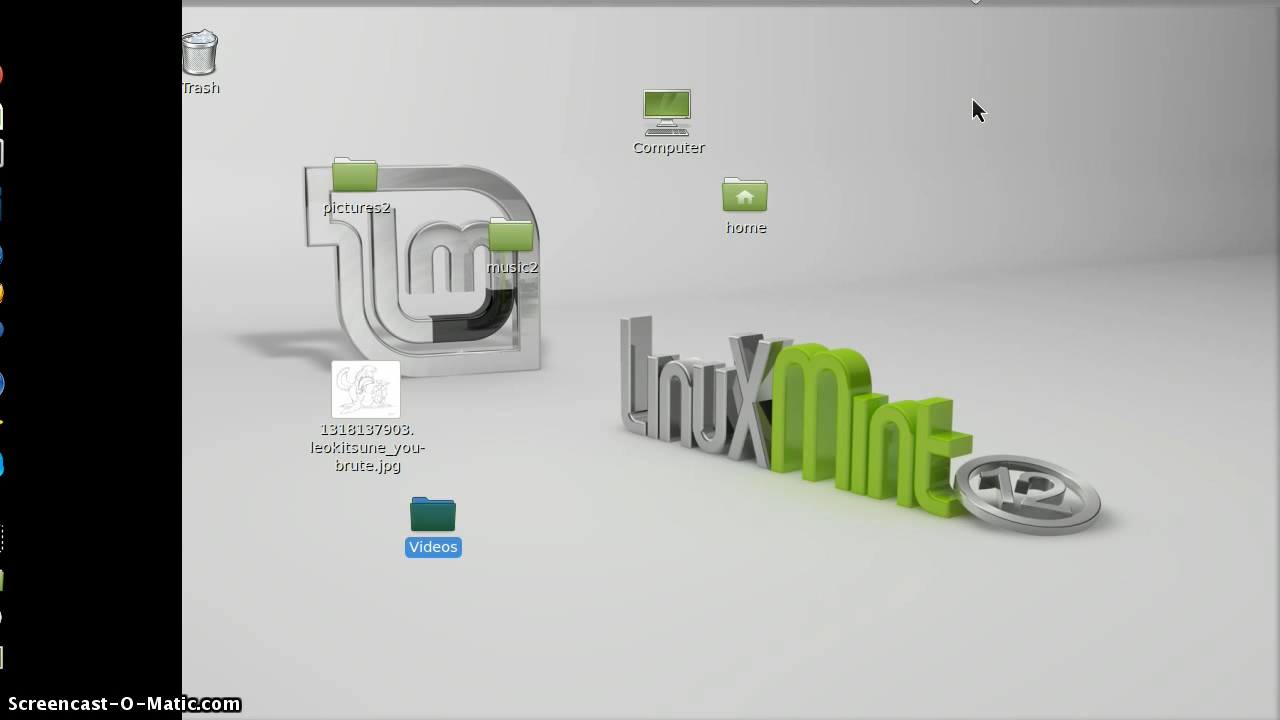 Trash
Computer
pictures2
home
music2
LinuxMint 12
1318137903.
leokitsune_you-
brute.jpg
Videos
Screencast-O-Matic.com